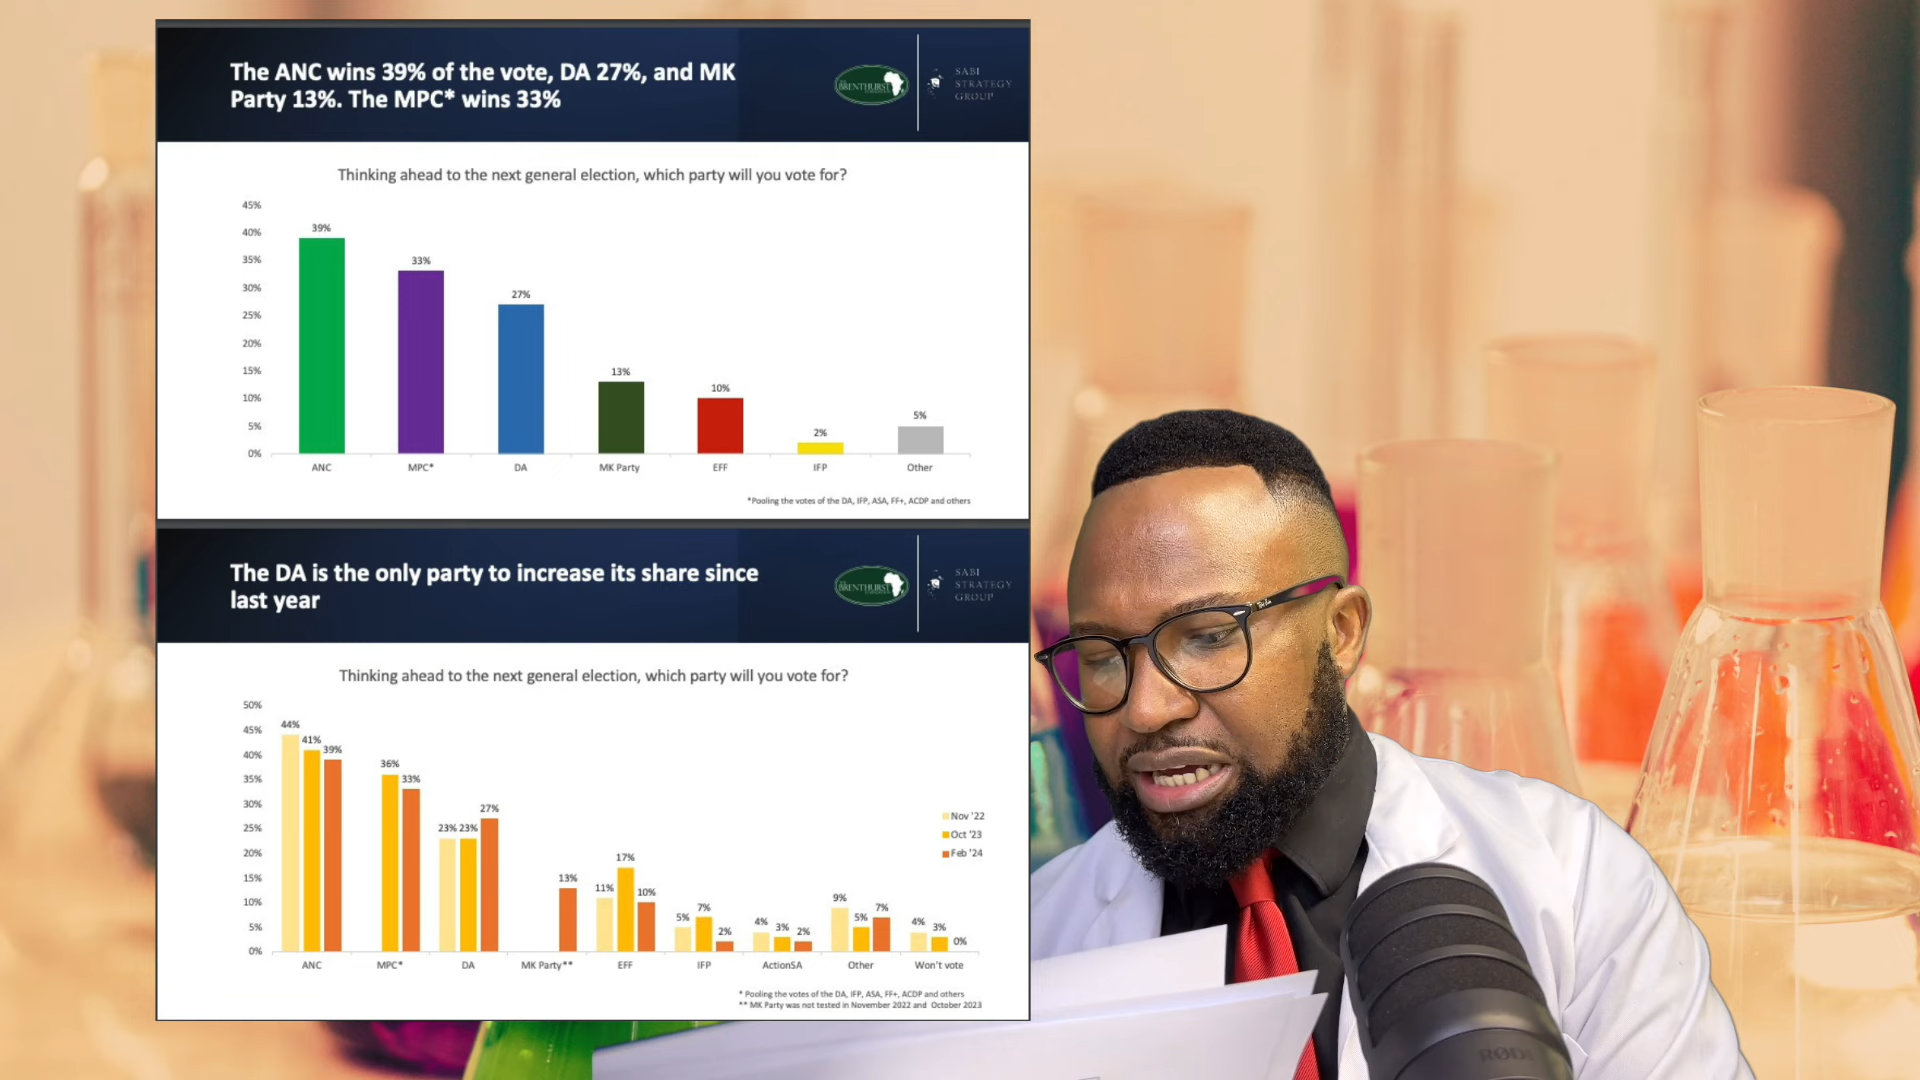 The ANC wins 39% of the vote, DA 27%, and MK
Party 13%. The MPC* wins 33%
BRENTHURST
SABI
STRATEGY
GROUP
Thinking ahead to the next general election, which party will you vote for?
45%
40%
35%
30%
25%
20%
15%
10%
5%
0%
39%
33%
27%
13%
10%
2%
5%
ANC
MPC*
DA
MK Party
EFF
IFP
Other
*Pooling the votes of the DA, IFP, ASA, FF+, ACDP and others
The DA is the only party to increase its share since
last year
BRENTHURST
SABI
STRATEGY
GROUP
Thinking ahead to the next general election, which party will you vote for?
50%
45%
40%
35%
30%
25%
20%
15%
10%
5%
0%
44%
41%
39%
36%
33%
23% 23%
27%
13%
11%
17%
10%
5%
7%
2%
4%
3%
2%
9%
5%
7%
4%
3%
0%
Nov '22
Oct '23
Feb '24
ANC
MPC*
DA
MK Party**
EFF
IFP
ActionSA
Other
Won't vote
* Pooling the votes of the DA, IFP, ASA, FF+, ACDP and others
** MK Party was not tested in November 2022 and October 2023
Ray-Ban
RØDE